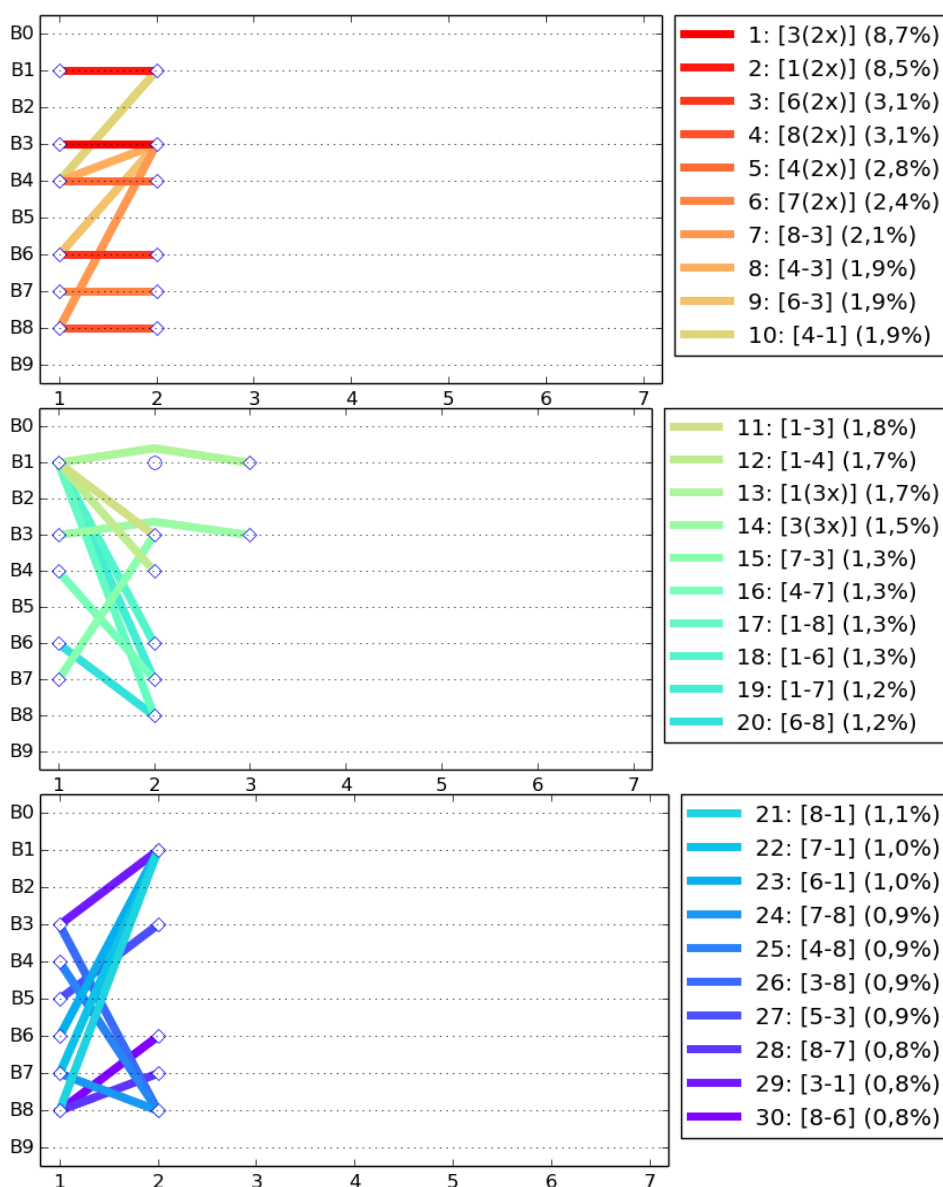 B0
B1
B2
B3
B4
B5
B6
B7
B8
B9
1 2 3 4 5 6 7
1: [3(2x)] (8,7%)
2: [1(2x)] (8,5%)
3: [6(2x)] (3,1%)
4: [8(2x)] (3,1%)
5: [4(2x)] (2,8%)
6: [7(2x)] (2,4%)
7: [8-3] (2,1%)
8: [4-3] (1,9%)
9: [6-3] (1,9%)
10: [4-1] (1,9%)
B0
B1
B2
B3
B4
B5
B6
B7
B8
B9
1 2 3 4 5 6 7
11: [1-3] (1,8%)
12: [1-4] (1,7%)
13: [1(3x)] (1,7%)
14: [3(3x)] (1,5%)
15: [7-3] (1,3%)
16: [4-7] (1,3%)
17: [1-8] (1,3%)
18: [1-6] (1,3%)
19: [1-7] (1,2%)
20: [6-8] (1,2%)
B0
B1
B2
B3
B4
B5
B6
B7
B8
B9
1 2 3 4 5 6 7
21: [8-1] (1,1%)
22: [7-1] (1,0%)
23: [6-1] (1,0%)
24: [7-8] (0,9%)
25: [4-8] (0,9%)
26: [3-8] (0,9%)
27: [5-3] (0,9%)
28: [8-7] (0,8%)
29: [3-1] (0,8%)
30: [8-6] (0,8%)